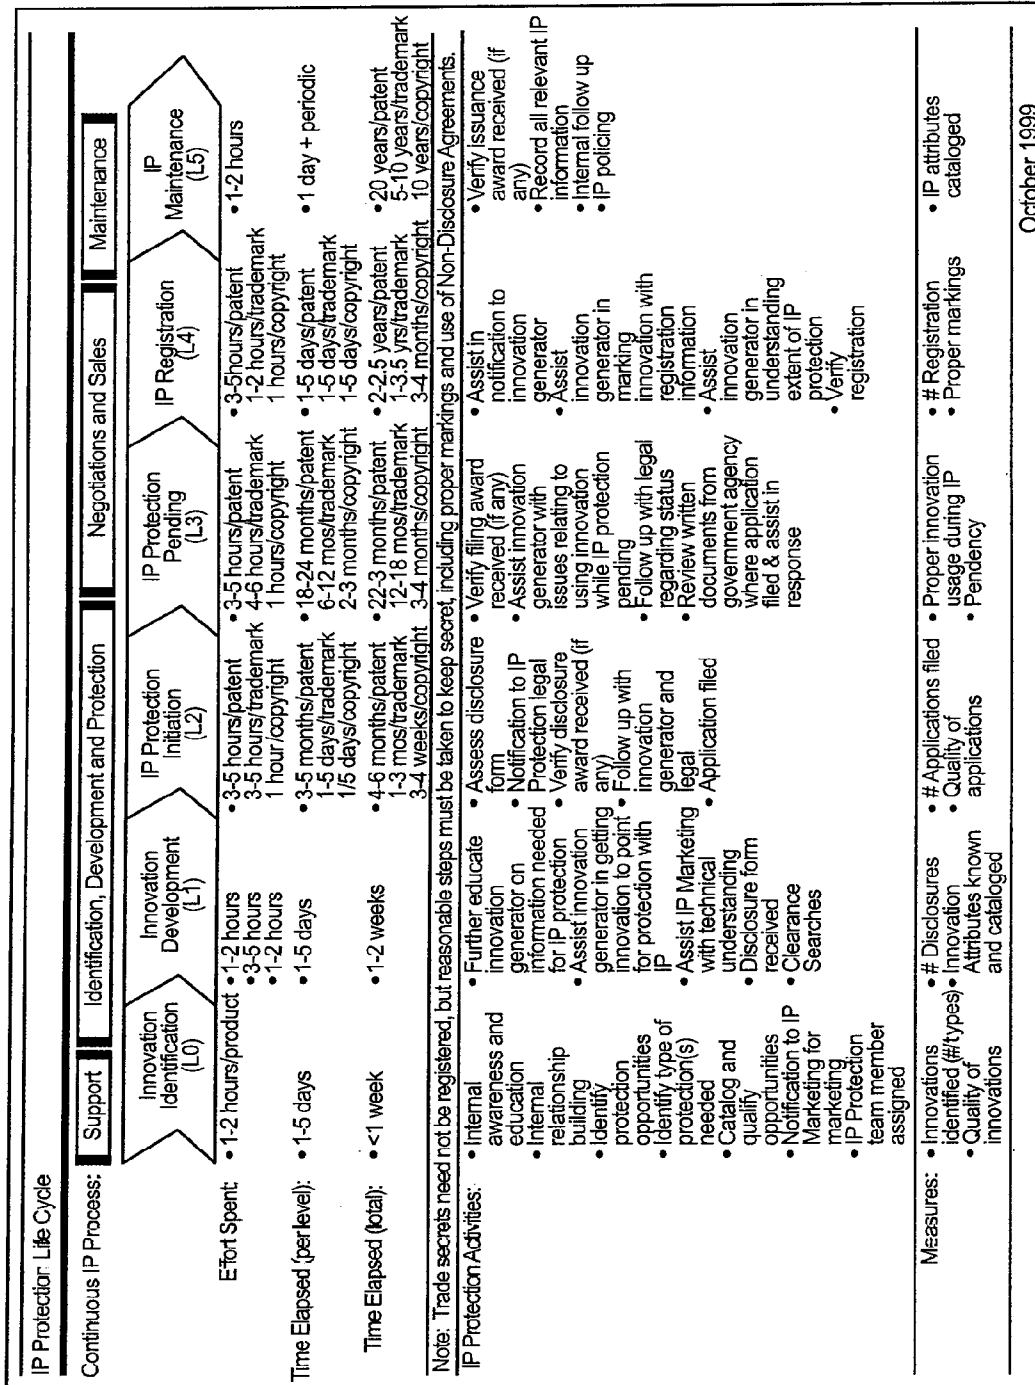 IP Protection Life Cycle
Continuous IP Process:
Support
Identification, Development and Protection
Negotiations and Sales
Maintenance
Innovation
Identification
(L0)
Innovation
Development
(L1)
IP Protection
Initiation
(L2)
IP Protection
Pending
(L3)
IP Registration
(L4)
IP
Maintenance
(L5)
Effort Spent:
• 1-2 hours/product
• 1-2 hours
• 3-5 hours
• 1-2 hours
• 3-5 hours/patent
3-5 hours/trademark
1 hour/copyright
• 3-5 hours/patent
4-6 hours/trademark
1 hours/copyright
• 3-5hours/patent
1-2 hours/trademark
1 hours/copyright
• 1-2 hours
Time Elapsed (per level):
• 1-5 days
• 1-5 days
• 3-5 months/patent
1-5 days/trademark
1/5 days/copyright
• 18-24 months/patent
6-12 mos/trademark
2-3 months/copyright
• 1-5 days/patent
1-5 days/trademark
1-5 days/copyright
• 1 day + periodic
Time Elapsed (total):
• <1 week
• 1-2 weeks
• 4-6 months/patent
1-3 mos/trademark
3-4 weeks/copyright
• 22-3 months/patent
12-18 mos/trademark
3-4 months/copyright
• 2-2.5 years/patent
1-3.5 yrs/trademark
3-4 months/copyright
• 20 years/patent
5-10 years/trademark
10 years/copyright
Note: Trade secrets need not be registered, but reasonable steps must be taken to keep secret, including proper markings and use of Non-Disclosure Agreements.
IP Protection Activities:
• Internal
awareness and
education
• Internal
relationship
building
• Identify
protection
opportunities
• Identify type of
protection(s)
needed
• Catalog and
qualify
opportunities
• Notification to IP
Marketing for
marketing
• IP Protection
team member
assigned
• Further educate
innovation
generator on
information needed
for IP protection
• Assist innovation
generator in getting
innovation to point
for protection with
IP
• Assist IP Marketing
with technical
understanding
• Disclosure form
received
• Clearance
Searches
• Assess disclosure
form
• Notification to IP
Protection legal
• Verify disclosure
award received (if
any)
• Follow up with
innovation
generator and
legal
• Application filed
• Verify filing award
received (if any)
• Assist innovation
generator with
issues relating to
using innovation
while IP protection
pending
• Follow up with legal
regarding status
• Review written
documents from
government agency
where application
filed & assist in
response
• Assist in
notification to
innovation
generator
• Assist
innovation
generator in
marking
innovation with
registration
information
• Assist
innovation
generator in
understanding
extent of IP
protection
• Verify
registration
• Verify issuance
award received (if
any)
• Record all relevant IP
information
• Internal follow up
• IP policing
Measures:
• Innovations
identified (#/types)
• Quality of
innovations
• # Disclosures
• Innovation
Attributes known
and cataloged
• # Applications filed
• Quality of
applications
• Proper innovation
usage during IP
• Pendency
• # Registration
• Proper markings
• IP attributes
cataloged
October 1999